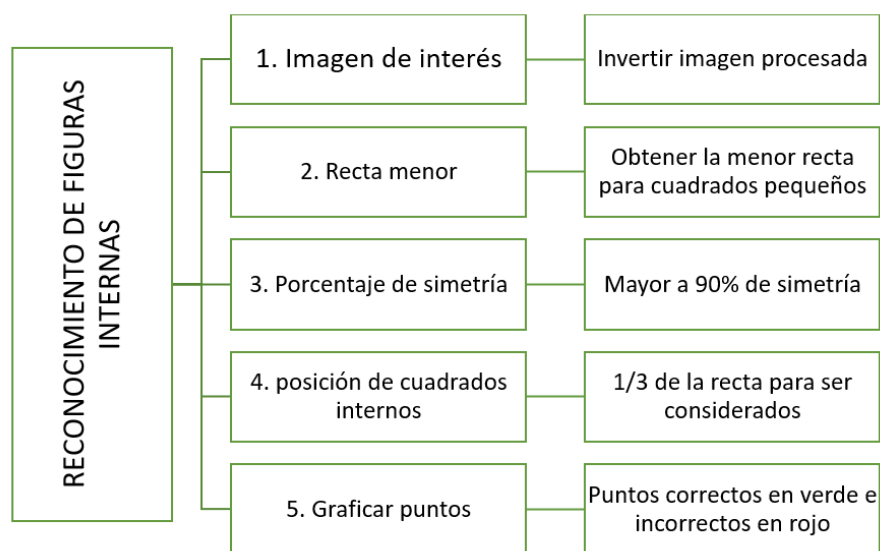 RECONOCIMIENTO DE FIGURAS
INTERNAS
1. Imagen de interés
Invertir imagen procesada
2. Recta menor
Obtener la menor recta
para cuadrados pequeños
3. Porcentaje de simetría
Mayor a 90% de simetría
4. posición de cuadrados
internos
1/3 de la recta para ser
considerados
5. Graficar puntos
Puntos correctos en verde e
incorrectos en rojo